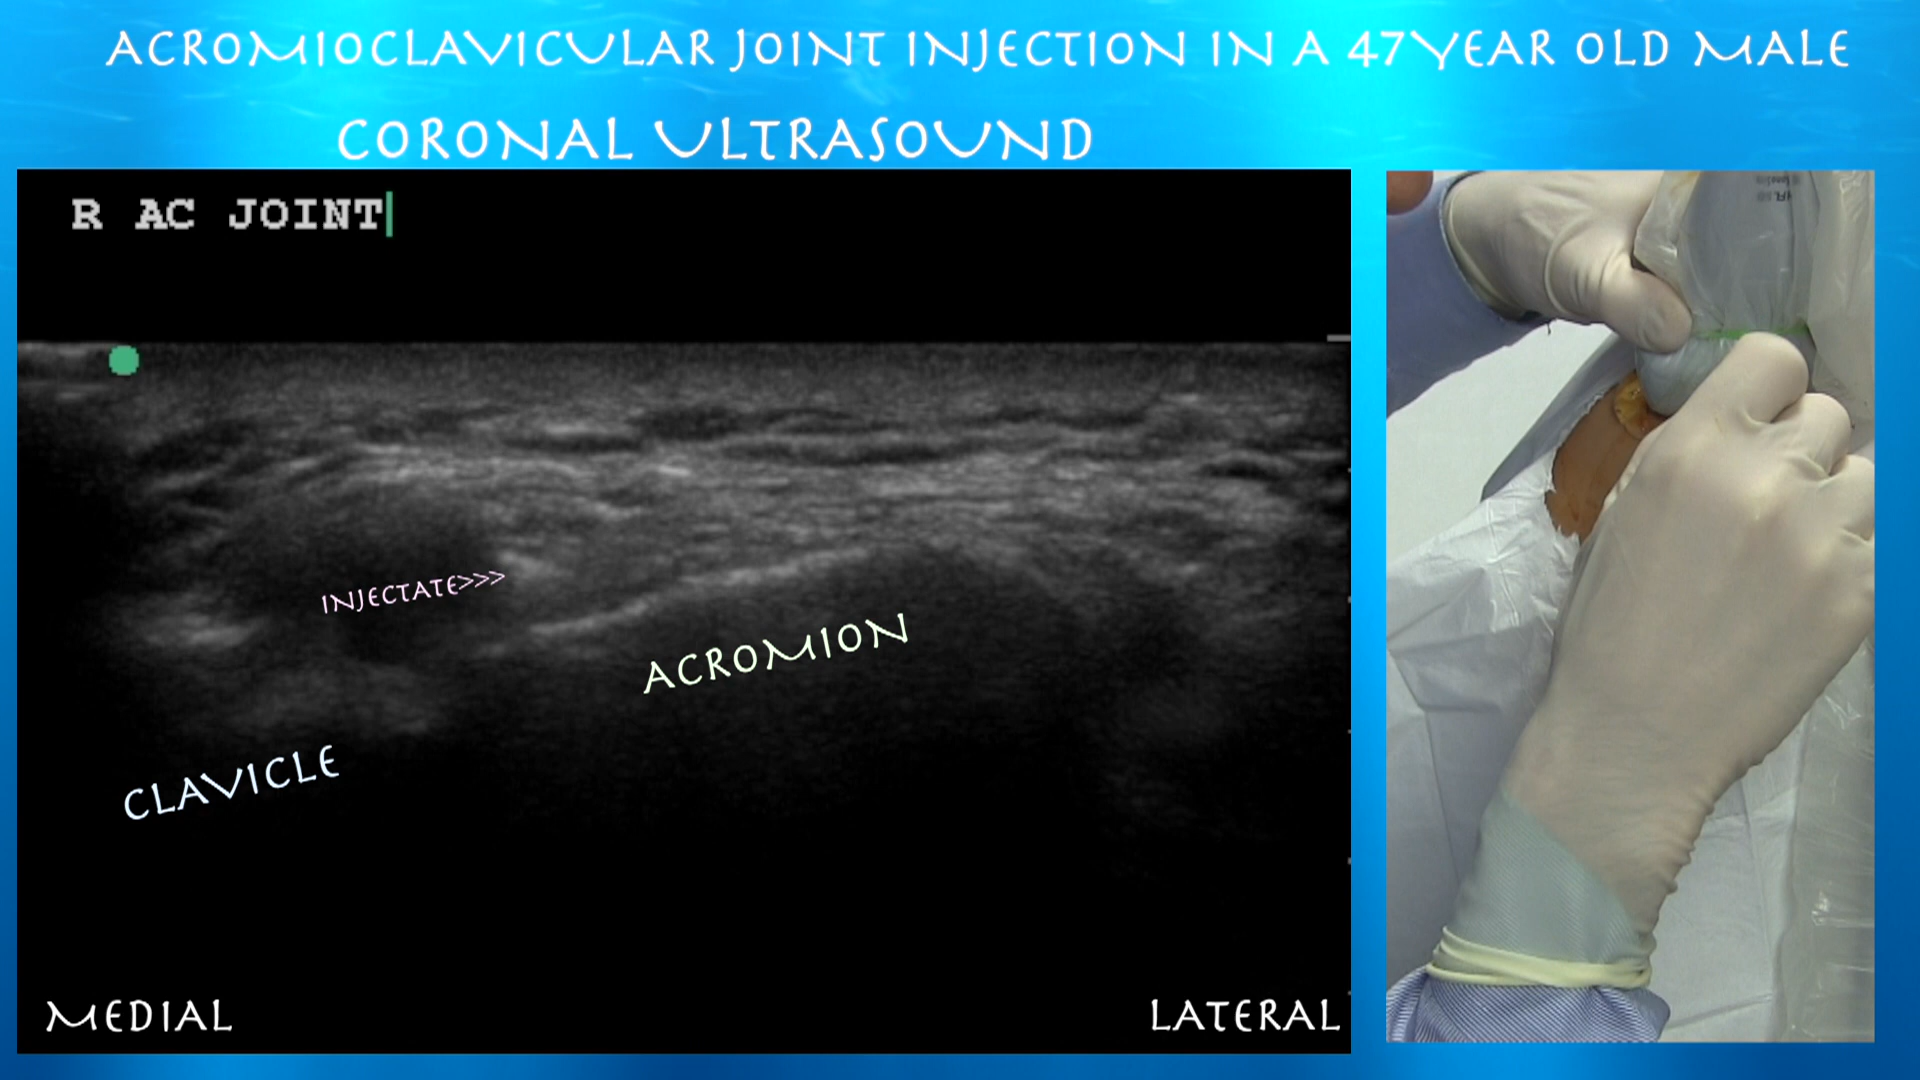 ACROMIOCLAVICULAR JOINT INJECTION IN A 47YEAR OLD MALE
CORONAL ULTRASOUND
R AC JOINT
INJECTATE>>>
ACROMION
CLAVICLE
MEDIAL
LATERAL